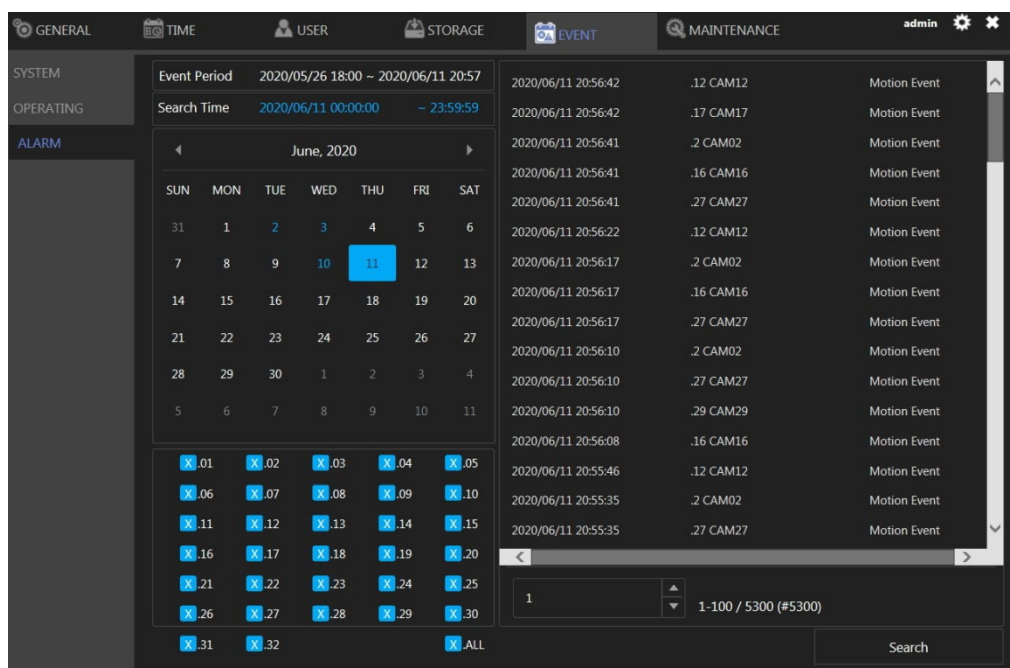 GENERAL TIME USER STORAGE EVENT MAINTENANCE admin
SYSTEM
OPERATING
ALARM
Event Period 2020/05/26 18:00 ~ 2020/06/11 20:57
Search Time 2020/06/11 00:00:00 ~ 23:59:59
June, 2020
SUN MON TUE WED THU FRI SAT
31 1 2 3 4 5 6
7 8 9 10 11 12 13
14 15 16 17 18 19 20
21 22 23 24 25 26 27
28 29 30 1 2 3 4
5 6 7 8 9 10 11
X .01 X .02 X .03 X .04 X .05
X .06 X .07 X .08 X .09 X .10
X .11 X .12 X .13 X .14 X .15
X .16 X .17 X .18 X .19 X .20
X .21 X .22 X .23 X .24 X .25
X .26 X .27 X .28 X .29 X .30
X .31 X .32 X .ALL
2020/06/11 20:56:42 .12 CAM12 Motion Event
2020/06/11 20:56:42 .17 CAM17 Motion Event
2020/06/11 20:56:41 .2 CAM02 Motion Event
2020/06/11 20:56:41 .16 CAM16 Motion Event
2020/06/11 20:56:41 .27 CAM27 Motion Event
2020/06/11 20:56:22 .12 CAM12 Motion Event
2020/06/11 20:56:17 .2 CAM02 Motion Event
2020/06/11 20:56:17 .16 CAM16 Motion Event
2020/06/11 20:56:17 .27 CAM27 Motion Event
2020/06/11 20:56:10 .2 CAM02 Motion Event
2020/06/11 20:56:10 .27 CAM27 Motion Event
2020/06/11 20:56:10 .29 CAM29 Motion Event
2020/06/11 20:56:08 .16 CAM16 Motion Event
2020/06/11 20:55:46 .12 CAM12 Motion Event
2020/06/11 20:55:35 .2 CAM02 Motion Event
2020/06/11 20:55:35 .27 CAM27 Motion Event
1 1-100 / 5300 (#5300)
Search